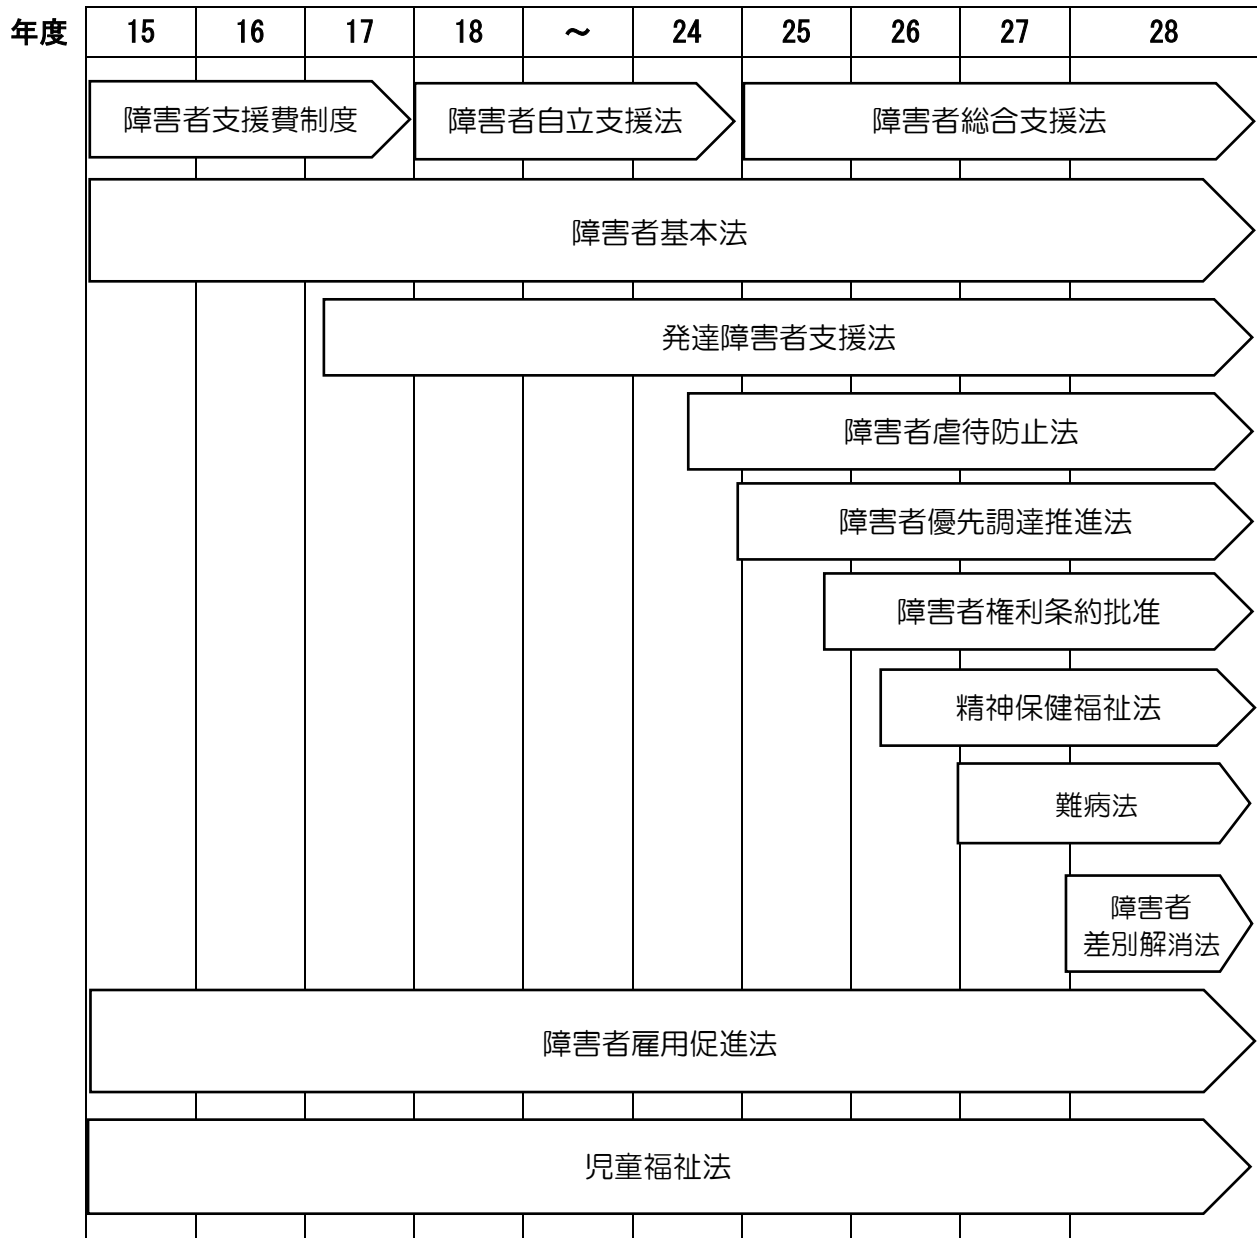 年度 15 16 17 18 ～ 24 25 26 27 28
障害者支援費制度 障害者自立支援法 障害者総合支援法
障害者基本法
発達障害者支援法
障害者虐待防止法
障害者優先調達推進法
障害者権利条約批准
精神保健福祉法
難病法
障害者
差別解消法
障害者雇用促進法
児童福祉法